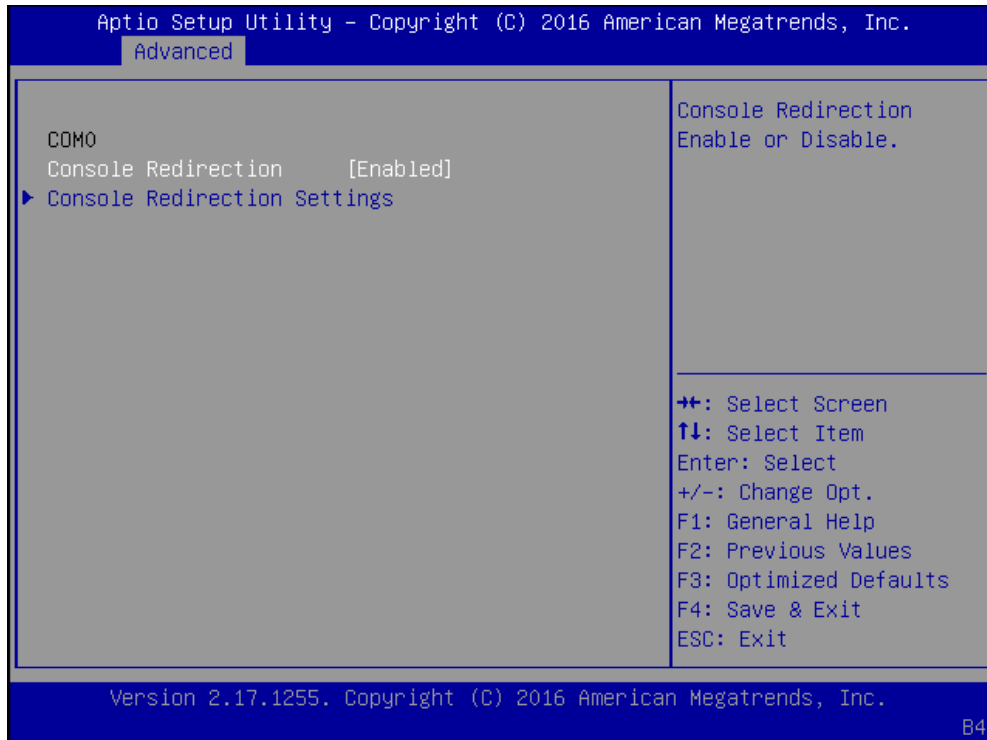 Aptio Setup Utility – Copyright (C) 2016 American Megatrends, Inc.
Advanced
COM0
Console Redirection [Enabled]
Console Redirection Settings
Console Redirection
Enable or Disable.
→←: Select Screen
↑↓: Select Item
Enter: Select
+/-: Change Opt.
F1: General Help
F2: Previous Values
F3: Optimized Defaults
F4: Save & Exit
ESC: Exit
Version 2.17.1255. Copyright (C) 2016 American Megatrends, Inc.
B4